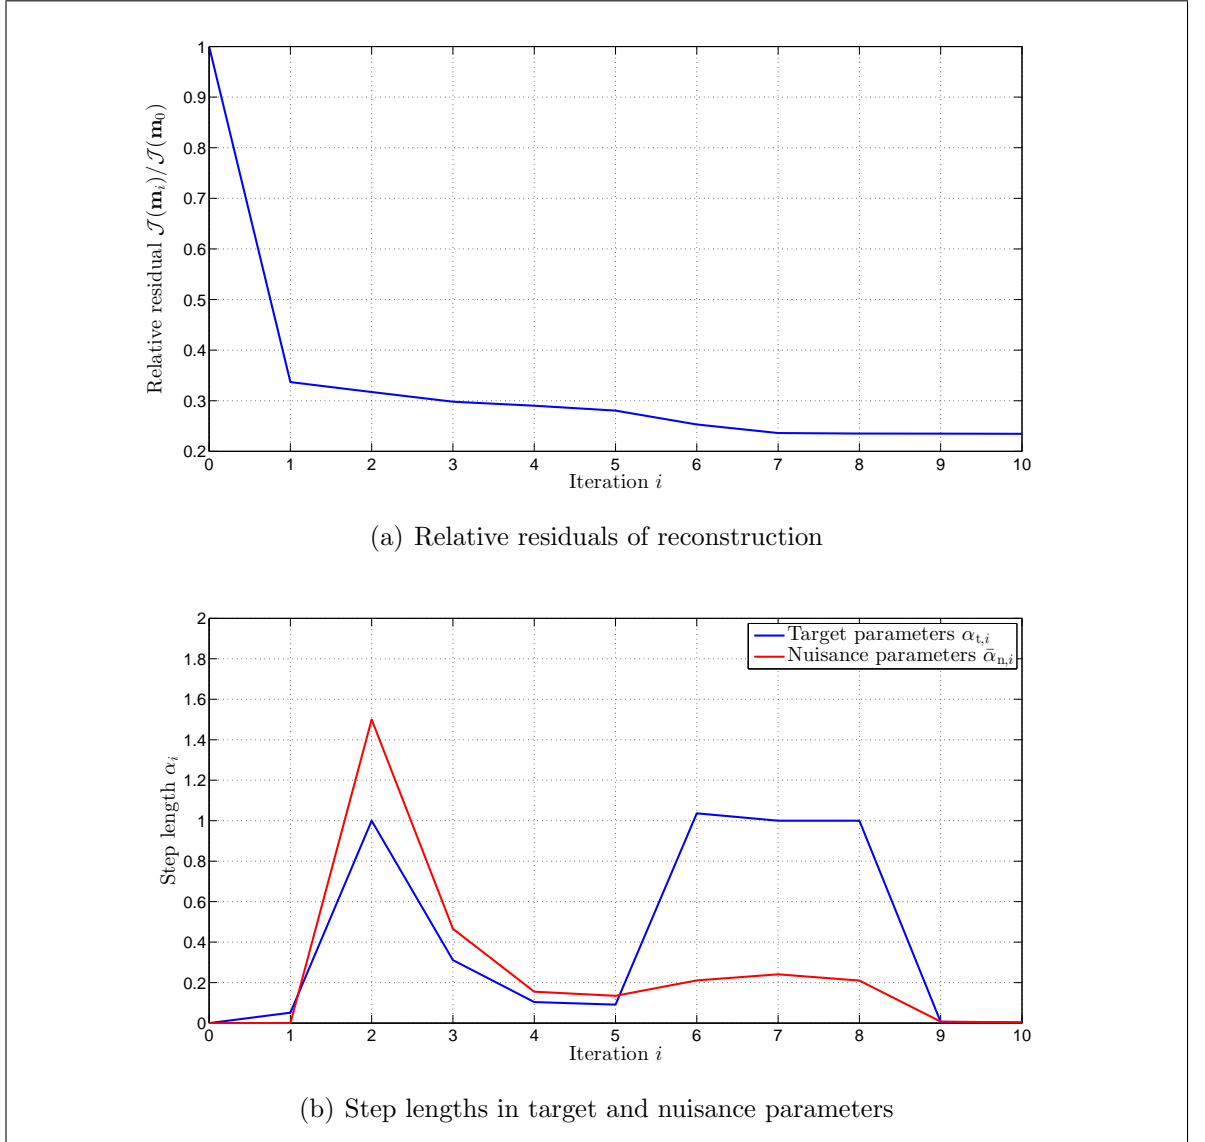 1
0.9
0.8
0.7
0.6
0.5
0.4
0.3
0.2
Relative residual 𝒥(𝐦ᵢ)/𝒥(𝐦₀)
0 1 2 3 4 5 6 7 8 9 10
Iteration i
(a) Relative residuals of reconstruction
2
1.8
1.6
1.4
1.2
1
0.8
0.6
0.4
0.2
0
Step length αᵢ
Target parameters α_{t,i}
Nuisance parameters ᾱ_{n,i}
0 1 2 3 4 5 6 7 8 9 10
Iteration i
(b) Step lengths in target and nuisance parameters